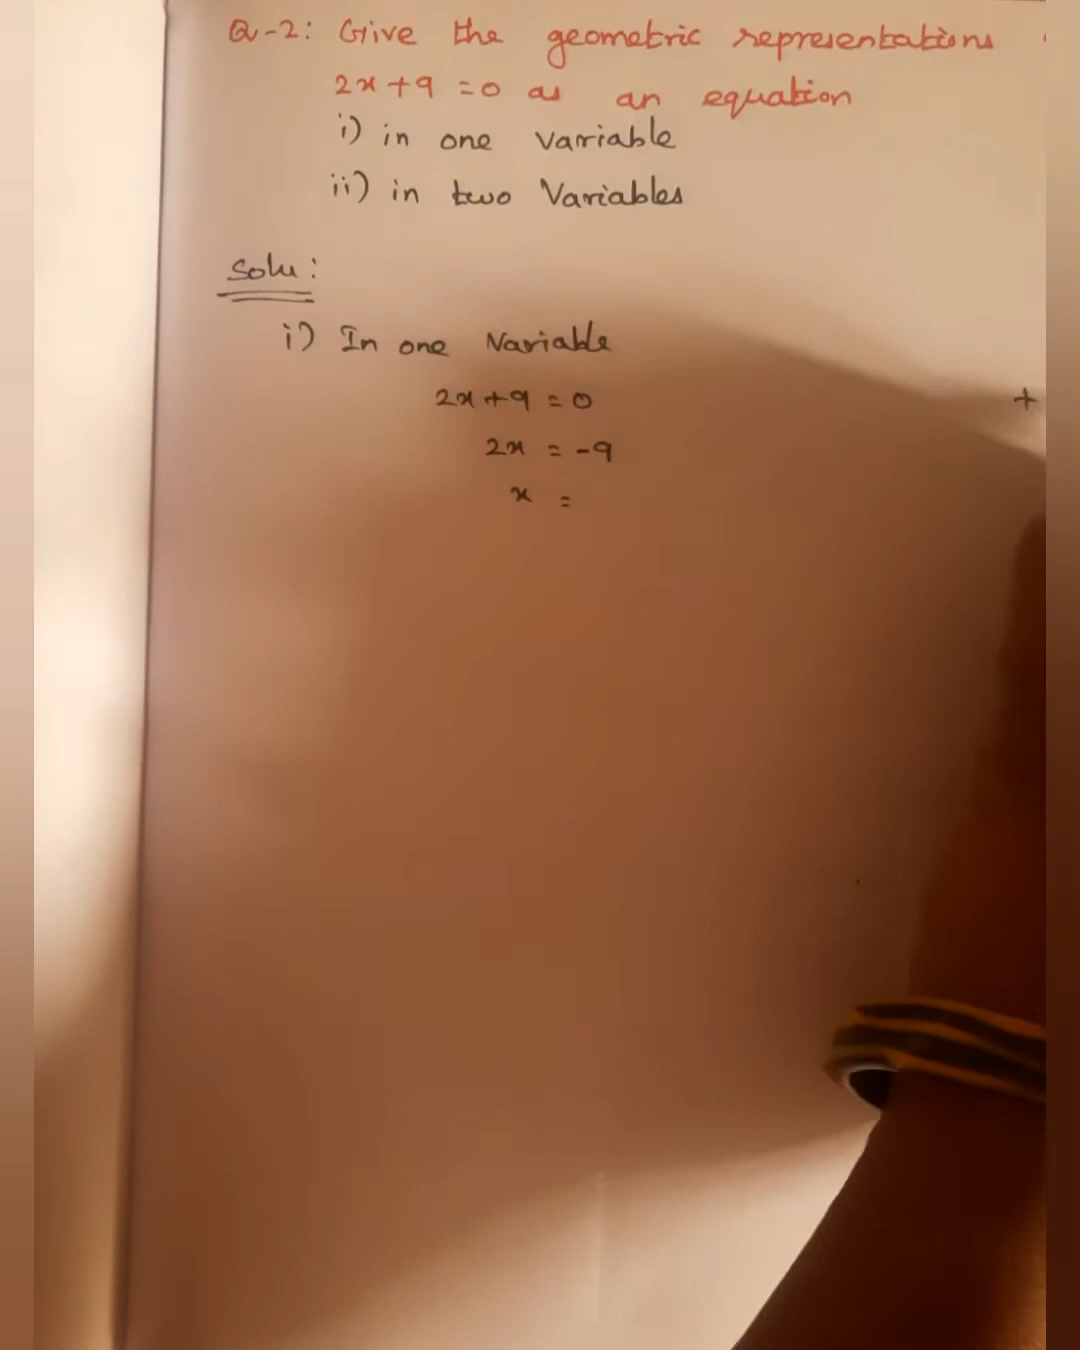 Q-2: Give the geometric representations
2x+9 =0 as an equation
i) in one variable
ii) in two Variables
Solu:
i) In one Variable
2x+9 = 0
+
2x = -9
x =